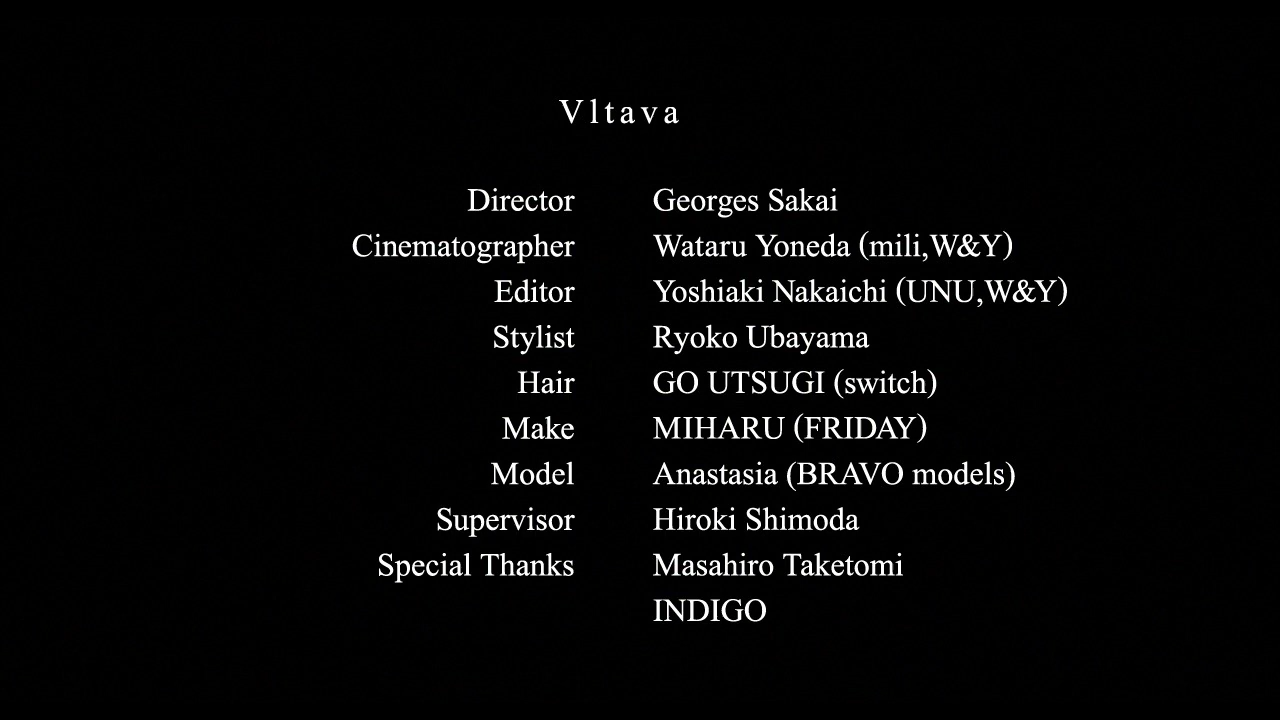 Vltava
Director Georges Sakai
Cinematographer Wataru Yoneda (mili,W&Y)
Editor Yoshiaki Nakaichi (UNU,W&Y)
Stylist Ryoko Ubayama
Hair GO UTSUGI (switch)
Make MIHARU (FRIDAY)
Model Anastasia (BRAVO models)
Supervisor Hiroki Shimoda
Special Thanks Masahiro Taketomi
INDIGO